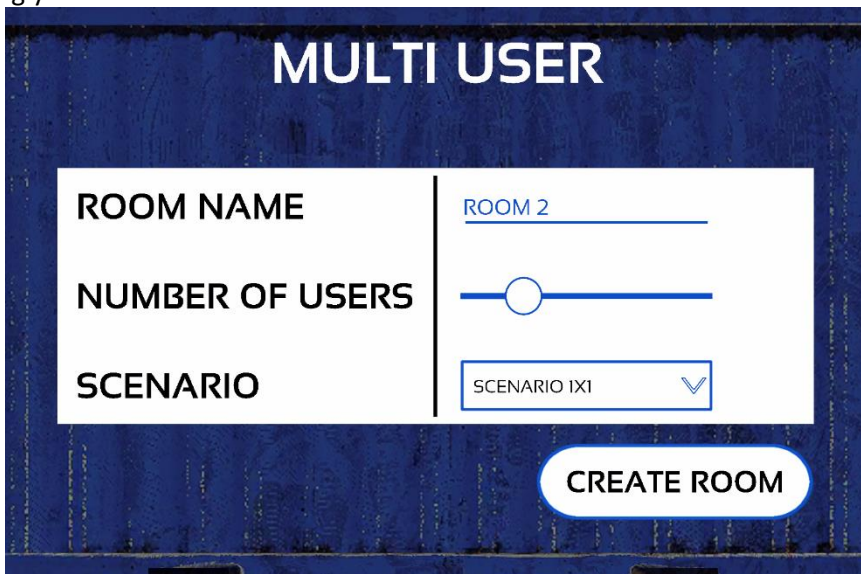 MULTI USER
ROOM NAME
ROOM 2
NUMBER OF USERS
SCENARIO
SCENARIO 1X1
CREATE ROOM